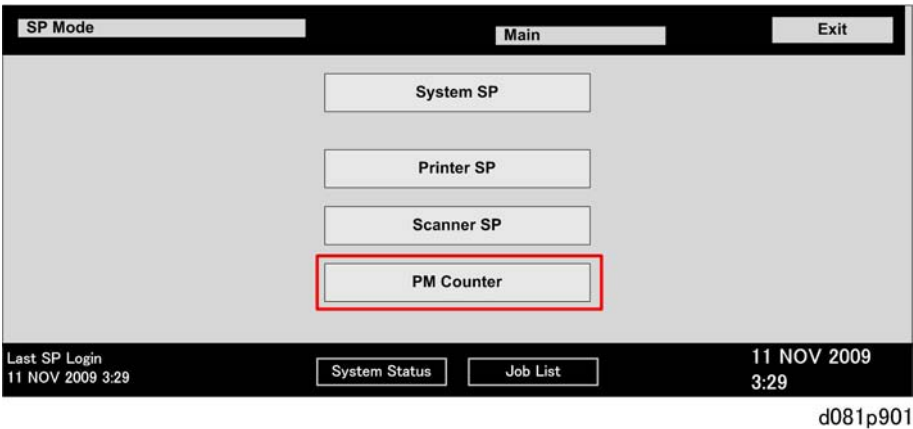 SP Mode
Main
Exit
System SP
Printer SP
Scanner SP
PM Counter
Last SP Login
11 NOV 2009 3:29
System Status
Job List
11 NOV 2009
3:29
d081p901